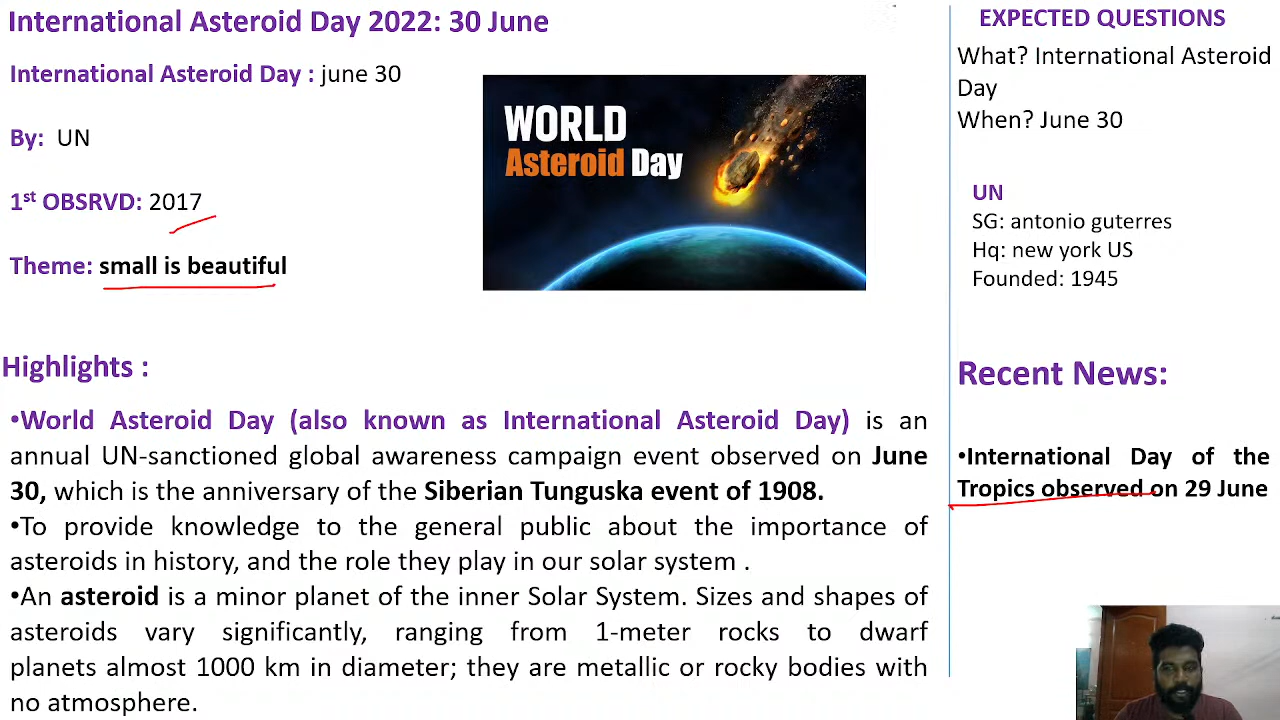 International Asteroid Day 2022: 30 June
International Asteroid Day : june 30
By: UN
1st OBSRVD: 2017
Theme: small is beautiful
WORLD
Asteroid Day
Highlights :
•World Asteroid Day (also known as International Asteroid Day) is an
annual UN-sanctioned global awareness campaign event observed on June
30, which is the anniversary of the Siberian Tunguska event of 1908.
•To provide knowledge to the general public about the importance of
asteroids in history, and the role they play in our solar system .
•An asteroid is a minor planet of the inner Solar System. Sizes and shapes of
asteroids vary significantly, ranging from 1-meter rocks to dwarf
planets almost 1000 km in diameter; they are metallic or rocky bodies with
no atmosphere.
EXPECTED QUESTIONS
What? International Asteroid
Day
When? June 30
UN
SG: antonio guterres
Hq: new york US
Founded: 1945
Recent News:
•International Day of the
Tropics observed on 29 June